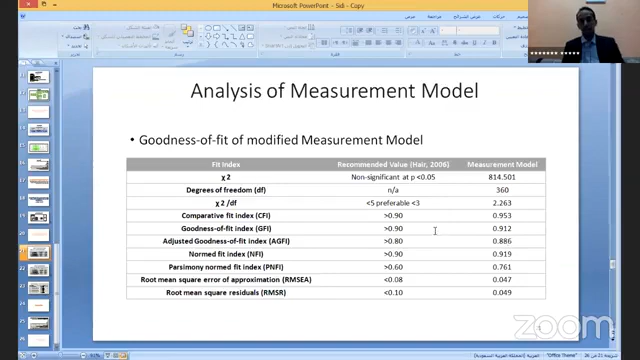 Microsoft PowerPoint - Sidi - Copy
Analysis of Measurement Model
• Goodness-of-fit of modified Measurement Model
Fit Index Recommended Value (Hair, 2006) Measurement Model
χ 2 Non-significant at p <0.05 814.501
Degrees of freedom (df) n/a 360
χ 2 /df <5 preferable <3 2.263
Comparative fit index (CFI) >0.90 0.953
Goodness-of-fit index (GFI) >0.90 0.912
Adjusted Goodness-of-fit index (AGFI) >0.80 0.886
Normed fit index (NFI) >0.90 0.919
Parsimony normed fit index (PNFI) >0.60 0.761
Root mean square error of approximation (RMSEA) <0.08 0.047
Root mean square residuals (RMSR) <0.10 0.049
zoom
"Office Theme"